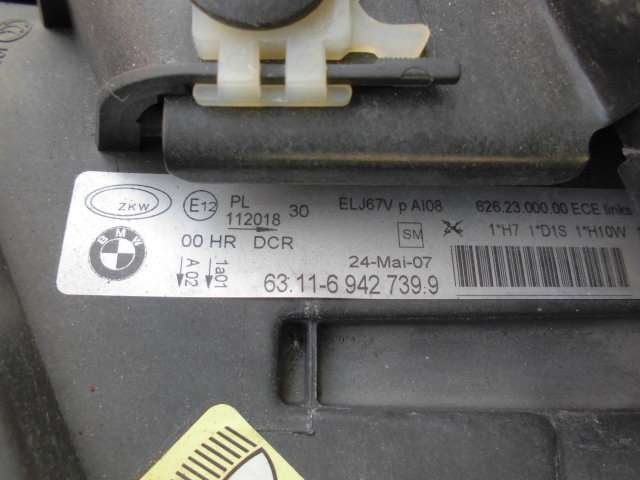 ZKW
E12
PL
112018 30
ELJ67V p Al08
626.23.000.00 ECE links
BMW
00 HR DCR
SM
1*H7 1*D1S 1*H10W
A 02
1a01
24-Mai-07
63.11-6 942 739.9